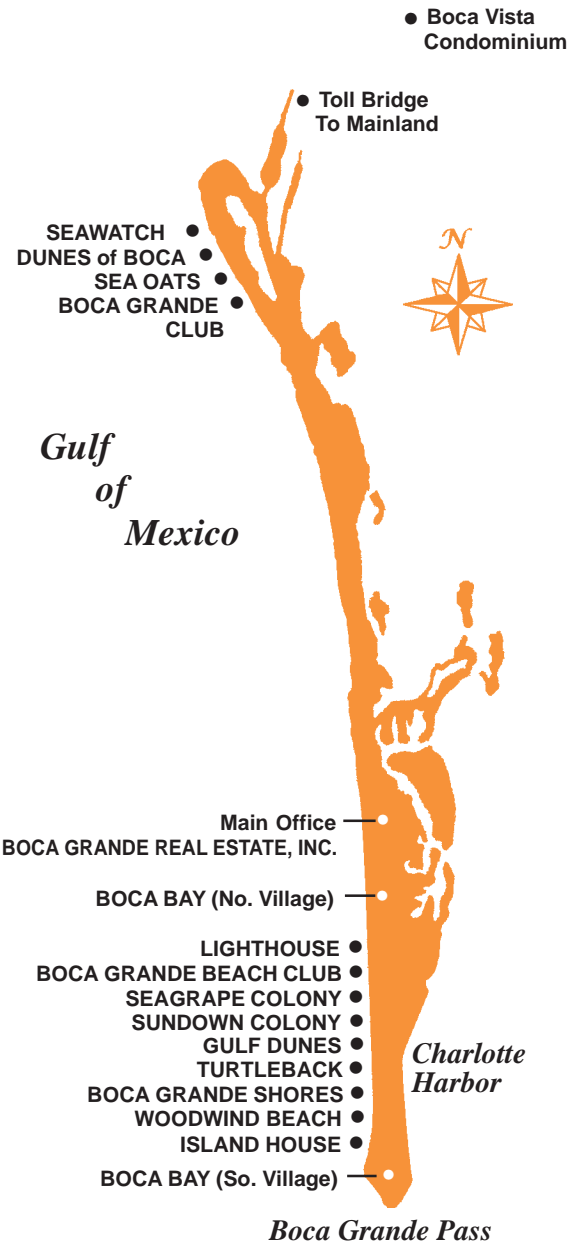 Boca Vista
Condominium
Toll Bridge
To Mainland
SEAWATCH
DUNES of BOCA
SEA OATS
BOCA GRANDE
CLUB
N
Gulf
of
Mexico
Main Office
BOCA GRANDE REAL ESTATE, INC.
BOCA BAY (No. Village)
LIGHTHOUSE
BOCA GRANDE BEACH CLUB
SEAGRAPE COLONY
SUNDOWN COLONY
GULF DUNES
TURTLEBACK
BOCA GRANDE SHORES
WOODWIND BEACH
ISLAND HOUSE
Charlotte
Harbor
BOCA BAY (So. Village)
Boca Grande Pass